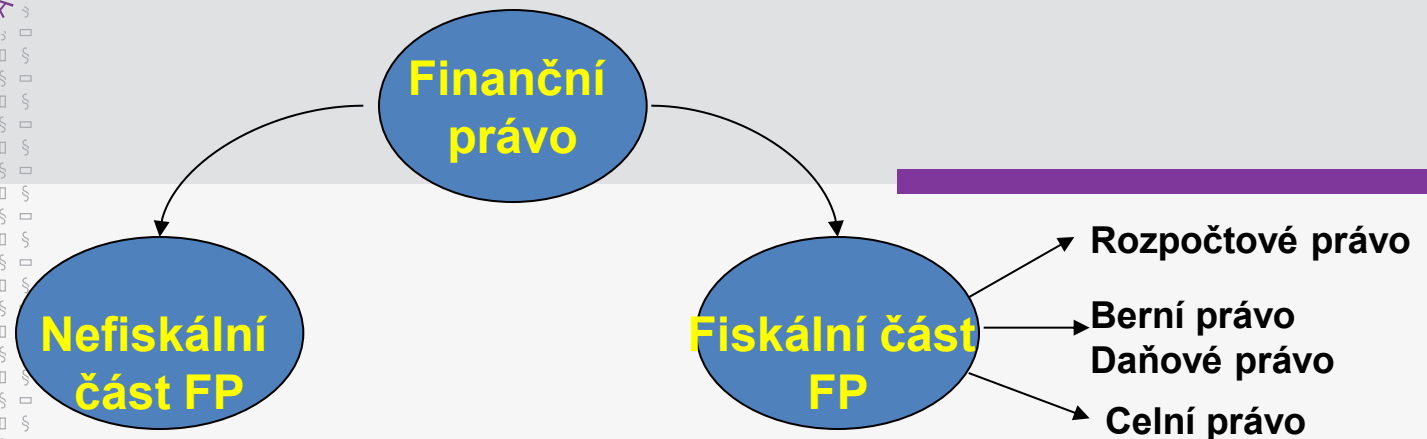 Finanční
právo
Nefiskální
část FP
Fiskální část
FP
Rozpočtové právo
Berní právo
Daňové právo
Celní právo